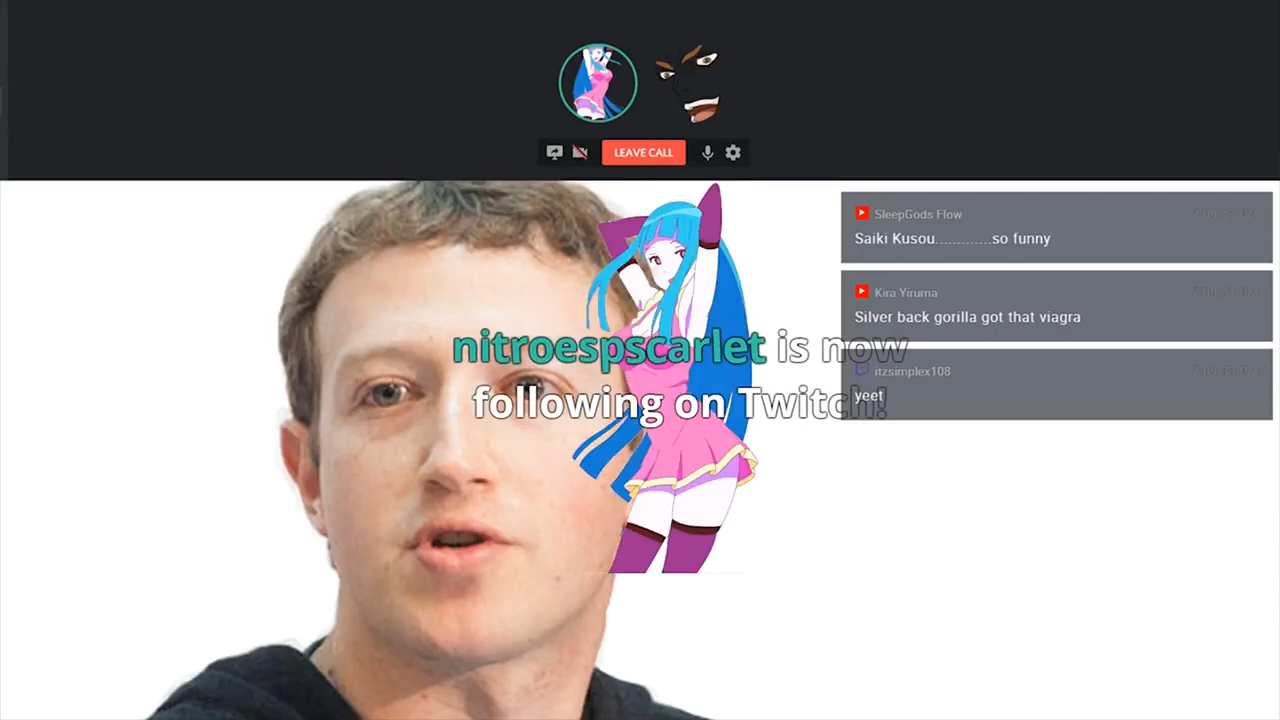 LEAVE CALL
SleepGods Flow
Saiki Kusou.............so funny
Kira Yiruma
Silver back gorilla got that viagra
nitroespscarlet is now
following on Twitch!
itzsimplex108
yeet